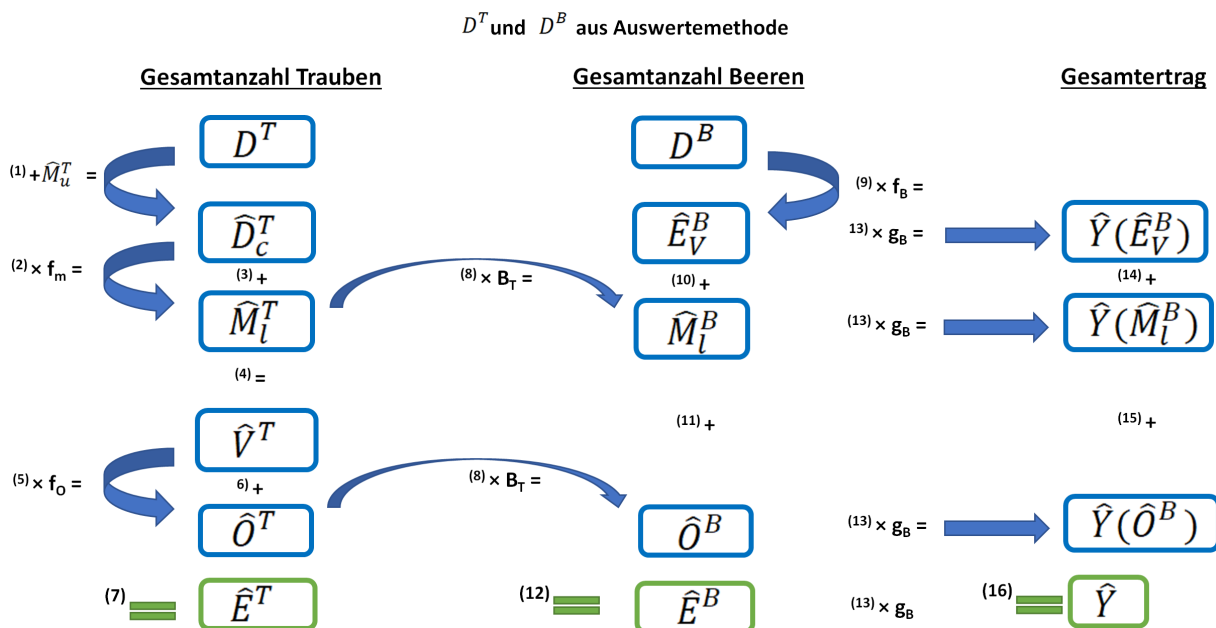 D^T und D^B aus Auswertemethode
Gesamtanzahl Trauben
Gesamtanzahl Beeren
Gesamtertrag
D^T
D^B
(1) + M̂_u^T =
(9) × f_B =
D̂_c^T
Ê_V^B
13) × g_B =
Ŷ(Ê_V^B)
(2) × f_m =
(3) +
(8) × B_T =
(10) +
(14) +
M̂_l^T
M̂_l^B
(13) × g_B =
Ŷ(M̂_l^B)
(4) =
(11) +
(15) +
V̂^T
(5) × f_O =
6) +
(8) × B_T =
Ô^T
Ô^B
(13) × g_B =
Ŷ(Ô^B)
(7)
Ê^T
(12)
Ê^B
(13) × g_B
(16)
Ŷ